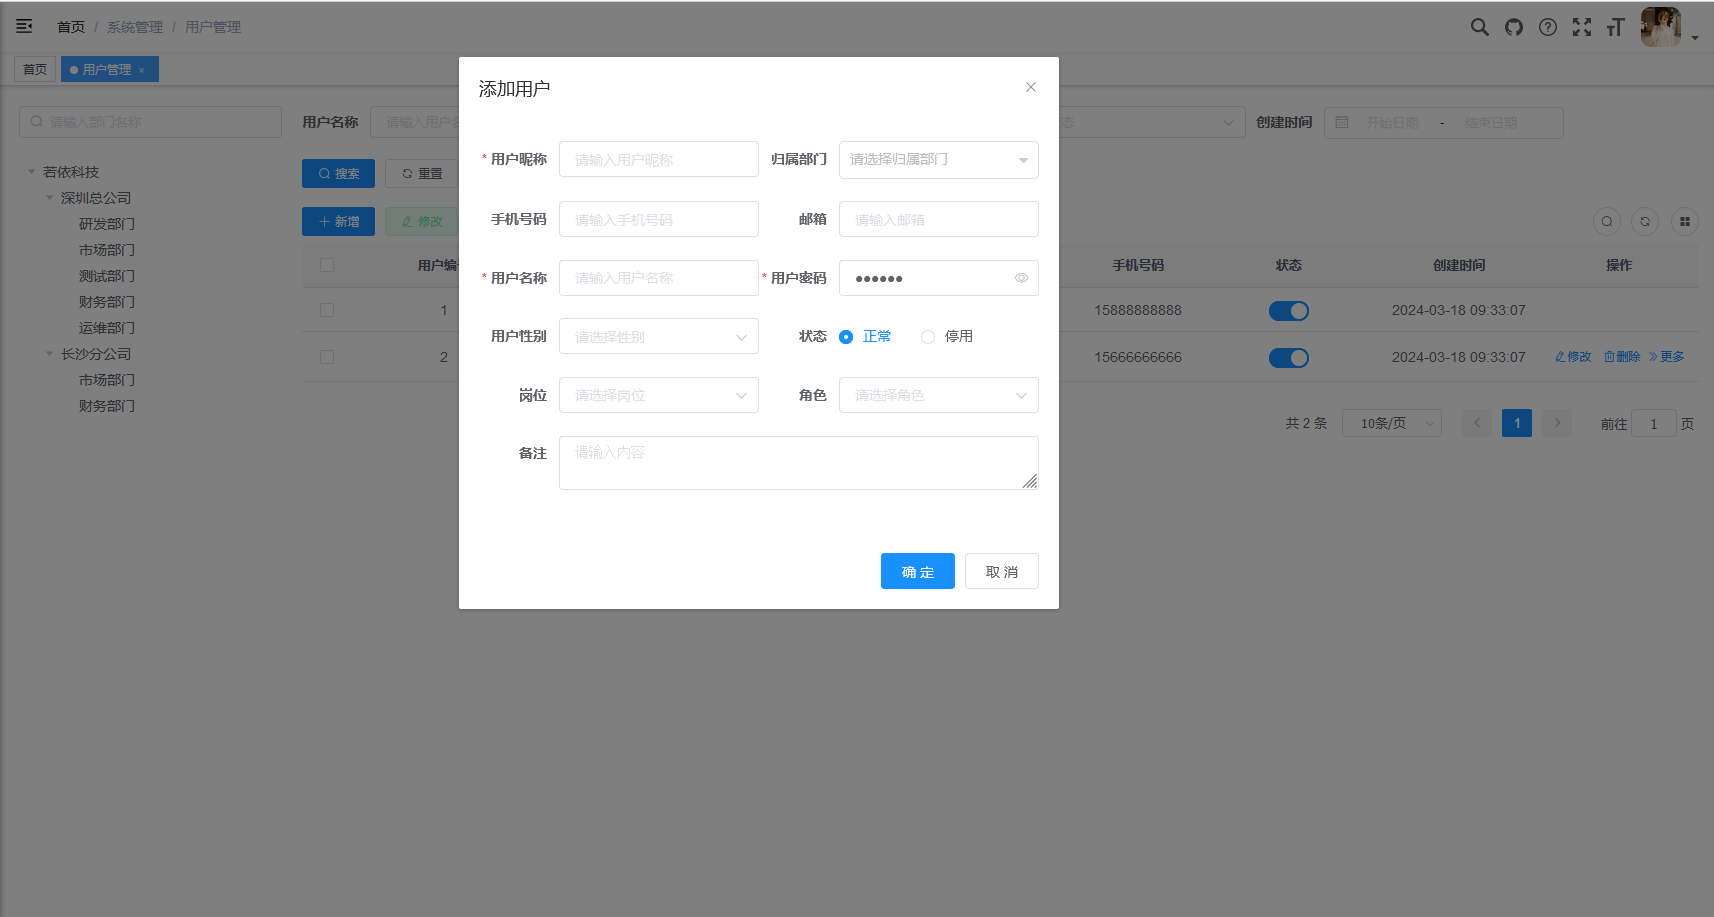 首页 / 系统管理 / 用户管理
首页 用户管理 ×
添加用户
请输入部门名称
用户名称 请输入用户名
态
创建时间 开始日期 - 结束日期
若依科技
深圳总公司
研发部门
市场部门
测试部门
财务部门
运维部门
长沙分公司
市场部门
财务部门
搜索 重置
新增 修改
用户编 手机号码 状态 创建时间 操作
1 15888888888 2024-03-18 09:33:07
2 15666666666 2024-03-18 09:33:07 修改 删除 更多
共 2 条 10条/页 1 前往 1 页
* 用户昵称 请输入用户昵称 归属部门 请选择归属部门
手机号码 请输入手机号码 邮箱 请输入邮箱
* 用户名称 请输入用户名称 * 用户密码 ●●●●●●
用户性别 请选择性别 状态 正常 停用
岗位 请选择岗位 角色 请选择角色
备注 请输入内容
确 定 取 消